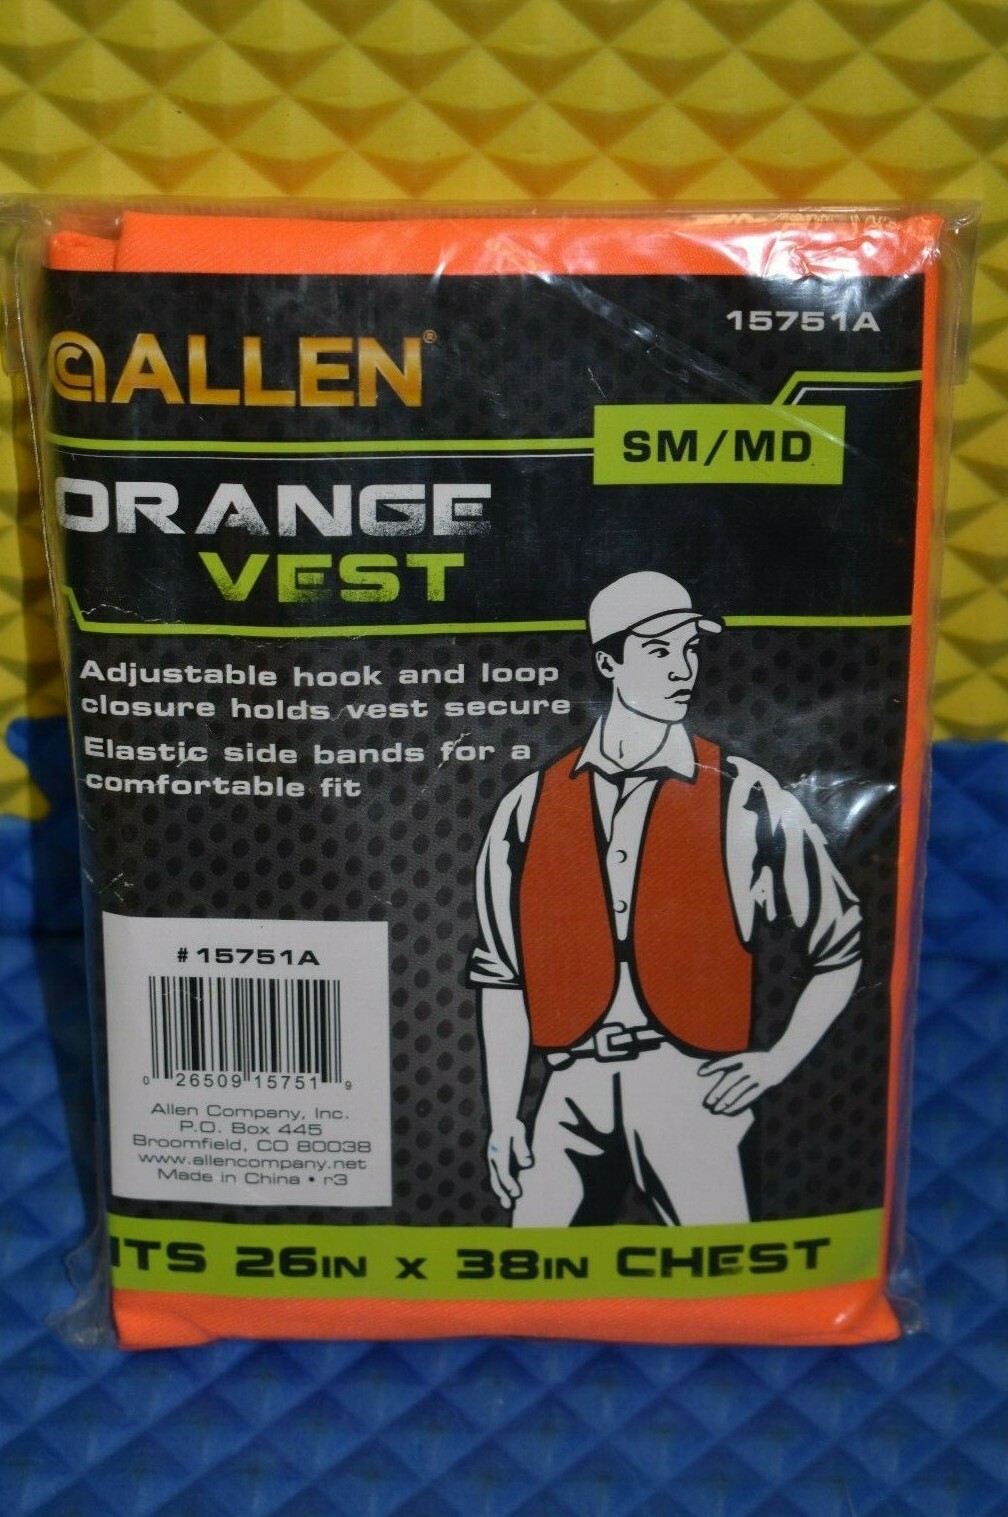 15751A
ALLEN®
SM/MD
ORANGE
VEST
Adjustable hook and loop
closure holds vest secure
Elastic side bands for a
comfortable fit
#15751A
0 26509 15751 9
Allen Company, Inc.
P.O. Box 445
Broomfield, CO 80038
www.allencompany.net
Made in China • r3
ITS 26IN x 38IN CHEST